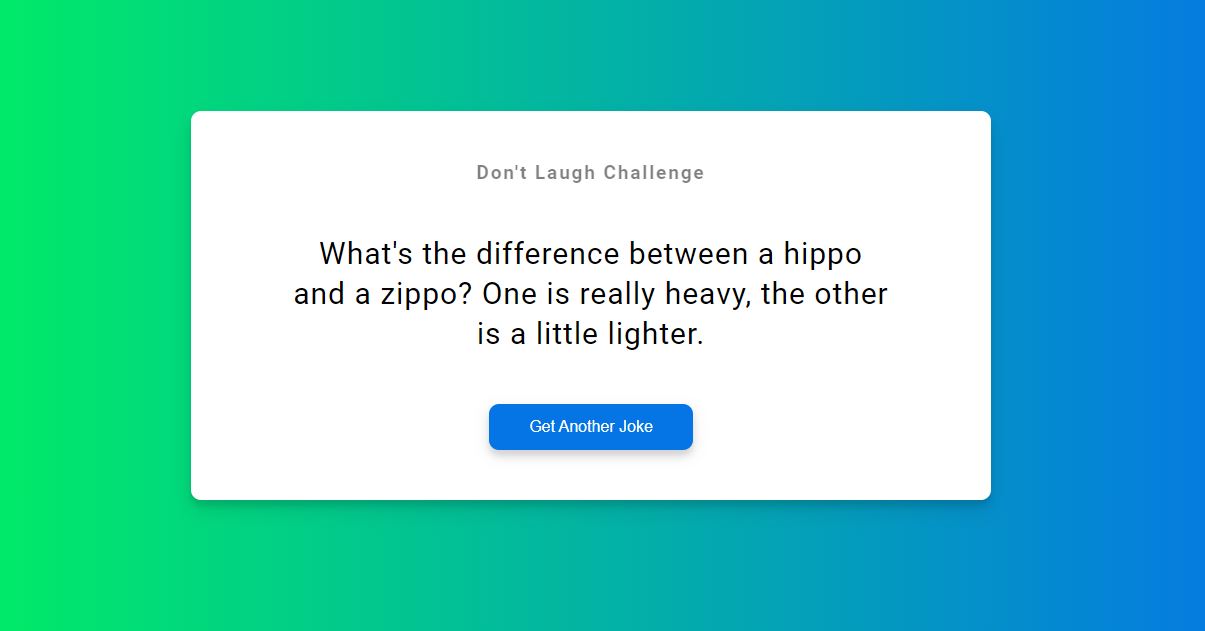 Don't Laugh Challenge
What's the difference between a hippo
and a zippo? One is really heavy, the other
is a little lighter.
Get Another Joke